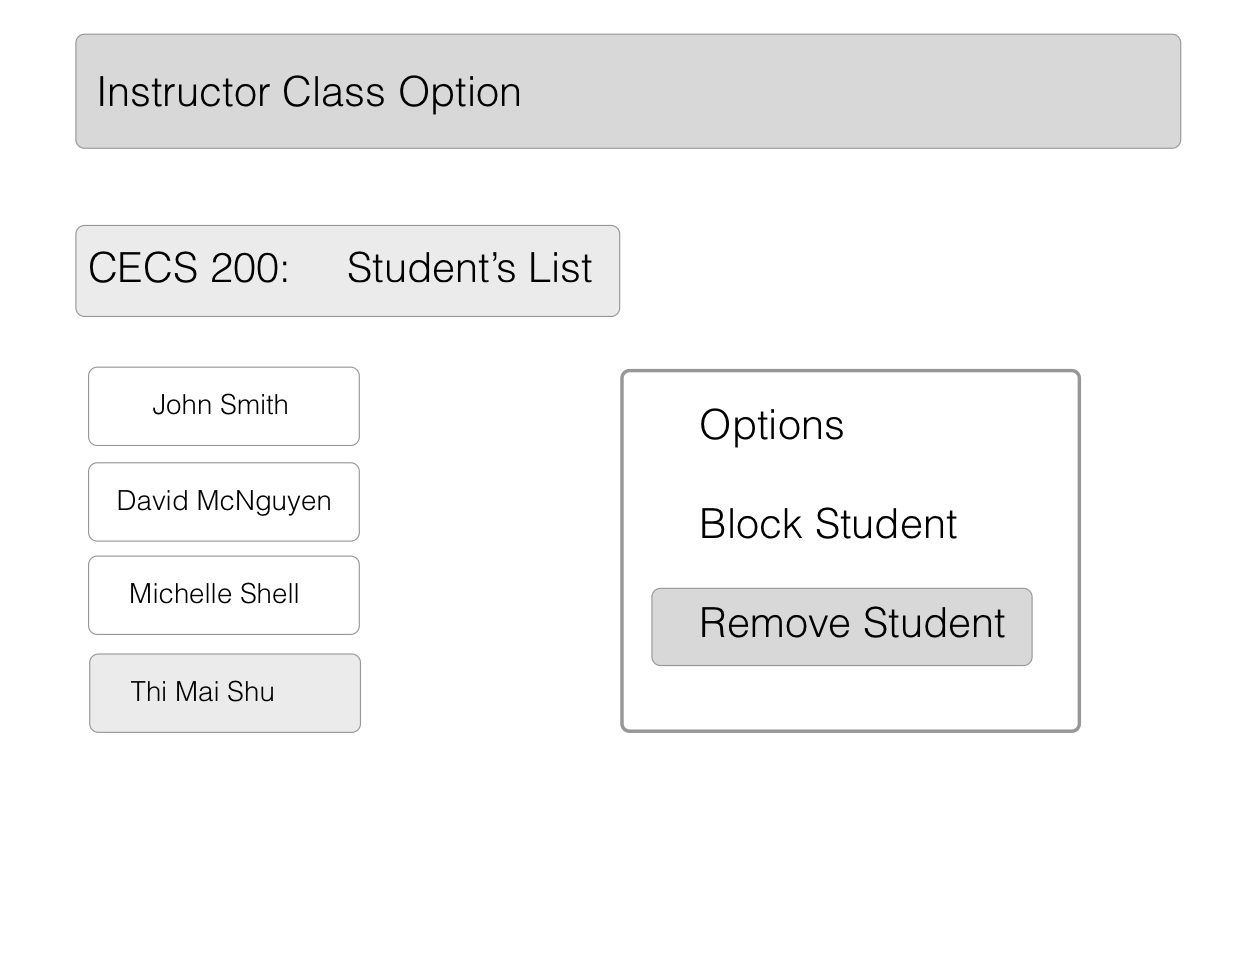 Instructor Class Option
CECS 200: Student’s List
John Smith
David McNguyen
Michelle Shell
Thi Mai Shu
Options
Block Student
Remove Student